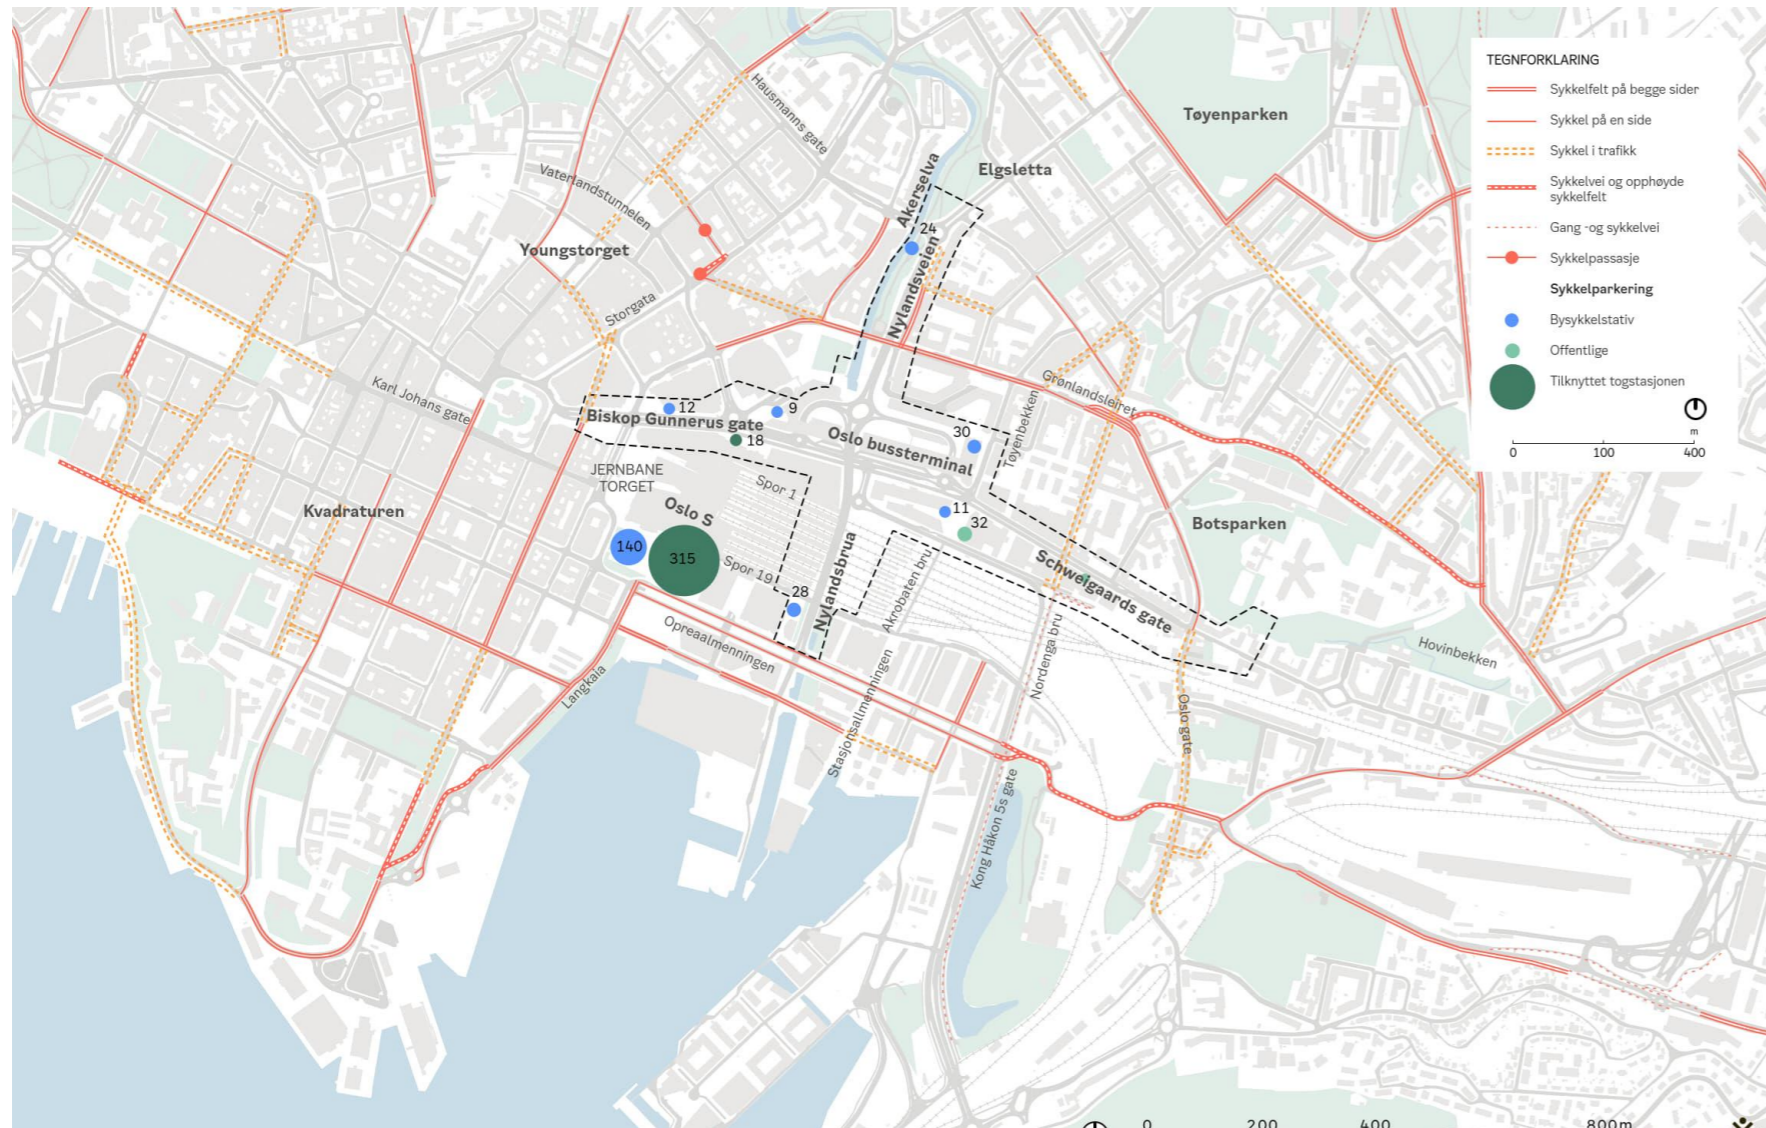 TEGNFORKLARING
Sykkelfelt på begge sider
Sykkel på en side
Sykkel i trafikk
Sykkelvei og opphøyde
sykkelfelt
Gang -og sykkelvei
Sykkelpassasje
Sykkelparkering
Bysykkelstativ
Offentlige
Tilknyttet togstasjonen
m
0 100 400
Hausmanns gate
Tøyenparken
Elgsletta
Akerselva
Vaterlandstunnelen
24
Youngstorget
Nylandsveien
Storgata
Karl Johans gate
Grønlandsleiret
12
9
Biskop Gunnerus gate
18
Oslo bussterminal
30
Tøyenbekken
JERNBANE
TORGET
Spor 1
Kvadraturen
Oslo S
11
32
Botsparken
140
315
Spor 19
Nylandsbrua
Akrobaten bru
Schweigaards gate
28
Opreaalmenningen
Nordenga bru
Hovinbekken
Langkaia
Stasjonsallmenningen
Oslo gate
Kong Håkon 5s gate
0 200 400 800m